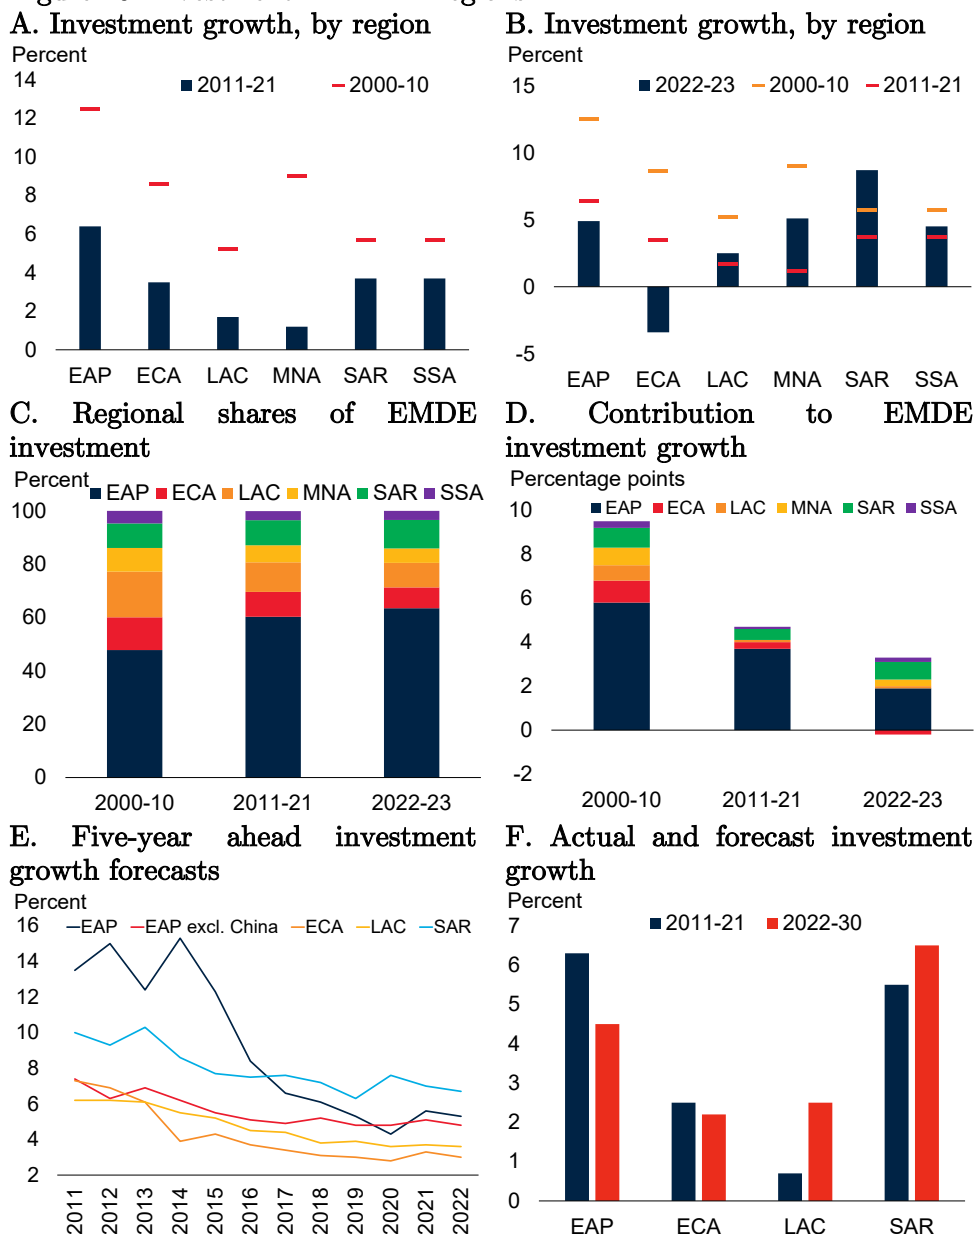 A. Investment growth, by region
Percent
14
2011-21 2000-10
12
10
8
6
4
2
0
EAP ECA LAC MNA SAR SSA
B. Investment growth, by region
15
2022-23 2000-10 2011-21
10
5
0
-5
EAP ECA LAC MNA SAR SSA
C. Regional shares of EMDE
investment
Percent
EAP ECA LAC MNA SAR SSA
100
80
60
40
20
0
2000-10 2011-21 2022-23
D. Contribution to EMDE
investment growth
Percentage points
10
EAP ECA LAC MNA SAR SSA
8
6
4
2
0
-2
2000-10 2011-21 2022-23
E. Five-year ahead investment
growth forecasts
Percent
16
EAP EAP excl. China ECA LAC SAR
14
12
10
8
6
4
2
2011 2012 2013 2014 2015 2016 2017 2018 2019 2020 2021 2022
F. Actual and forecast investment
growth
Percent
7
2011-21 2022-30
6
5
4
3
2
1
0
EAP ECA LAC SAR